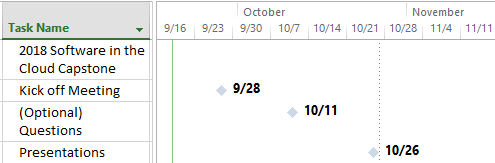 October
November
Task Name
9/16 9/23 9/30 10/7 10/14 10/21 10/28 11/4 11/11
2018 Software in the
Cloud Capstone
Kick off Meeting
9/28
(Optional)
10/11
Questions
Presentations
10/26